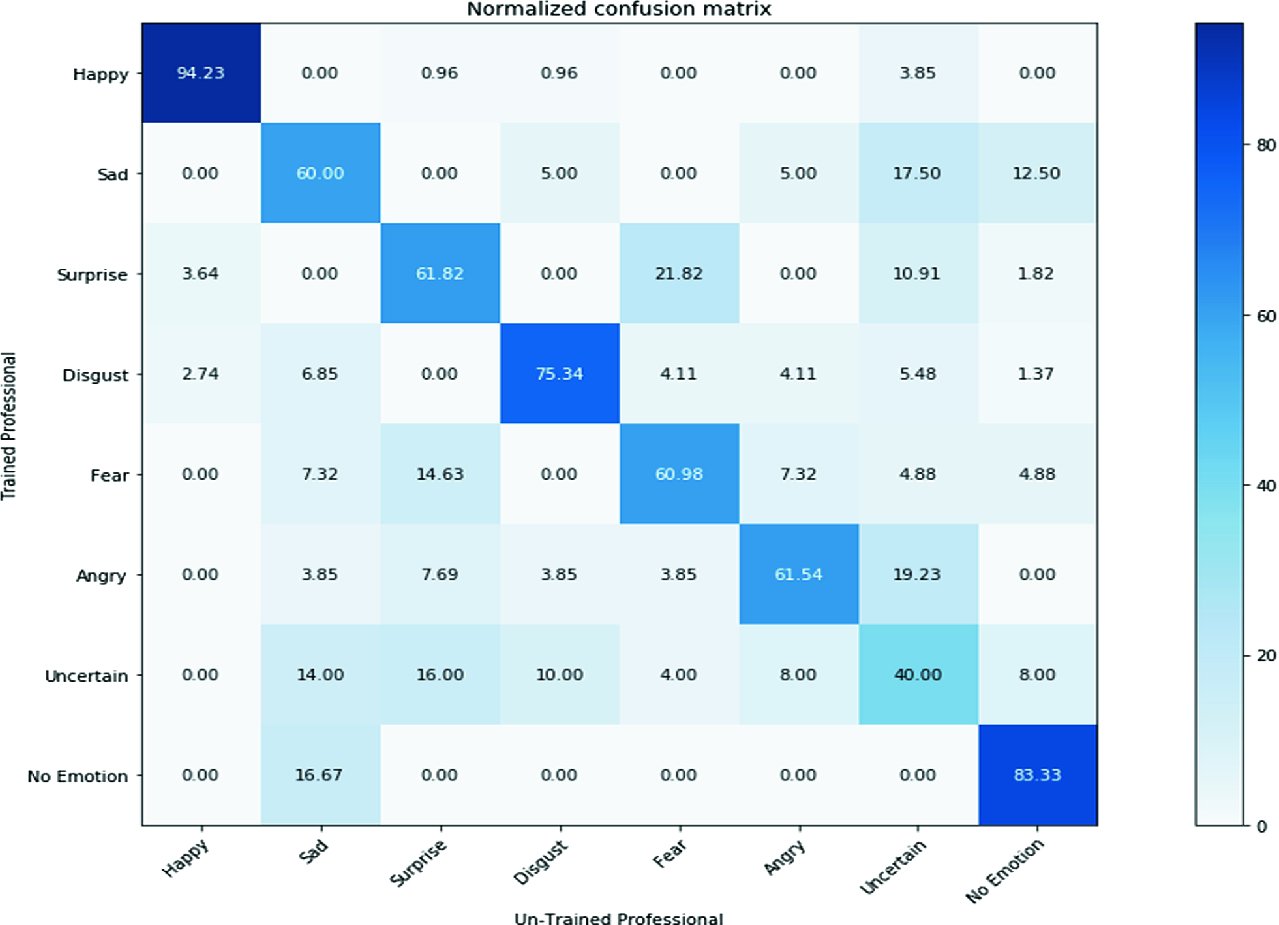 Normalized confusion matrix
Trained Professional
Happy 94.23 0.00 0.96 0.96 0.00 0.00 3.85 0.00
Sad 0.00 60.00 0.00 5.00 0.00 5.00 17.50 12.50
Surprise 3.64 0.00 61.82 0.00 21.82 0.00 10.91 1.82
Disgust 2.74 6.85 0.00 75.34 4.11 4.11 5.48 1.37
Fear 0.00 7.32 14.63 0.00 60.98 7.32 4.88 4.88
Angry 0.00 3.85 7.69 3.85 3.85 61.54 19.23 0.00
Uncertain 0.00 14.00 16.00 10.00 4.00 8.00 40.00 8.00
No Emotion 0.00 16.67 0.00 0.00 0.00 0.00 0.00 83.33
Happy Sad Surprise Disgust Fear Angry Uncertain No Emotion
Un-Trained Professional
80
60
40
20
0